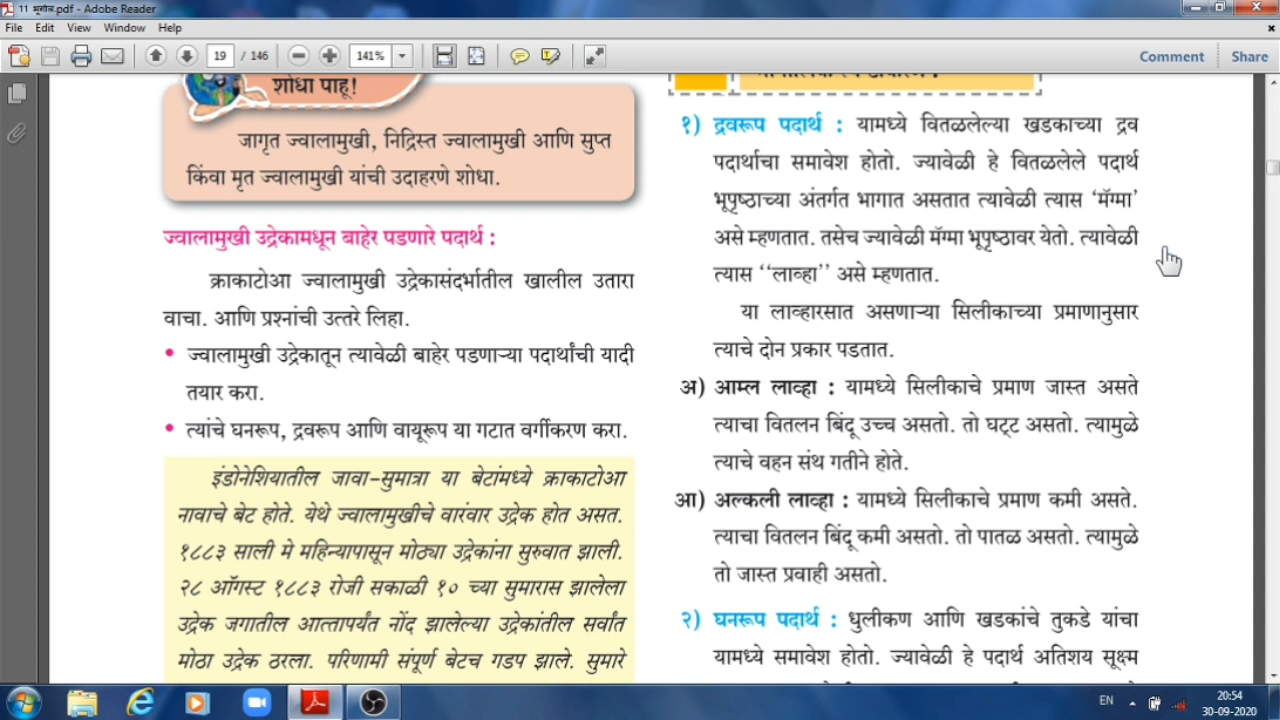 11 भूगोल.pdf - Adobe Reader
File Edit View Window Help
19 / 146
141%
Comment Share
शोधा पाहू!
जागृत ज्वालामुखी, निद्रिस्त ज्वालामुखी आणि सुप्त
किंवा मृत ज्वालामुखी यांची उदाहरणे शोधा.
ज्वालामुखी उद्रेकामधून बाहेर पडणारे पदार्थ :
क्राकाटोआ ज्वालामुखी उद्रेकासंदर्भातील खालील उतारा
वाचा. आणि प्रश्नांची उत्तरे लिहा.
• ज्वालामुखी उद्रेकातून त्यावेळी बाहेर पडणाऱ्या पदार्थांची यादी
तयार करा.
• त्यांचे घनरूप, द्रवरूप आणि वायूरूप या गटात वर्गीकरण करा.
इंडोनेशियातील जावा-सुमात्रा या बेटांमध्ये क्राकाटोआ
नावाचे बेट होते. येथे ज्वालामुखीचे वारंवार उद्रेक होत असत.
१८८३ साली मे महिन्यापासून मोठ्या उद्रेकांना सुरुवात झाली.
२८ ऑगस्ट १८८३ रोजी सकाळी १० च्या सुमारास झालेला
उद्रेक जगातील आत्तापर्यंत नोंद झालेल्या उद्रेकांतील सर्वांत
मोठा उद्रेक ठरला. परिणामी संपूर्ण बेटच गडप झाले. सुमारे
१) द्रवरूप पदार्थ : यामध्ये वितळलेल्या खडकाच्या द्रव
पदार्थाचा समावेश होतो. ज्यावेळी हे वितळलेले पदार्थ
भूपृष्ठाच्या अंतर्गत भागात असतात त्यावेळी त्यास ‘मॅग्मा’
असे म्हणतात. तसेच ज्यावेळी मॅग्मा भूपृष्ठावर येतो. त्यावेळी
त्यास ‘‘लाव्हा’’ असे म्हणतात.
या लाव्हारसात असणाऱ्या सिलीकाच्या प्रमाणानुसार
त्याचे दोन प्रकार पडतात.
अ) आम्ल लाव्हा : यामध्ये सिलीकाचे प्रमाण जास्त असते
त्याचा वितलन बिंदू उच्च असतो. तो घट्ट असतो. त्यामुळे
त्याचे वहन संथ गतीने होते.
आ) अल्कली लाव्हा : यामध्ये सिलीकाचे प्रमाण कमी असते.
त्याचा वितलन बिंदू कमी असतो. तो पातळ असतो. त्यामुळे
तो जास्त प्रवाही असतो.
२) घनरूप पदार्थ : धुलीकण आणि खडकांचे तुकडे यांचा
यामध्ये समावेश होतो. ज्यावेळी हे पदार्थ अतिशय सूक्ष्म
EN
20:54
30-09-2020